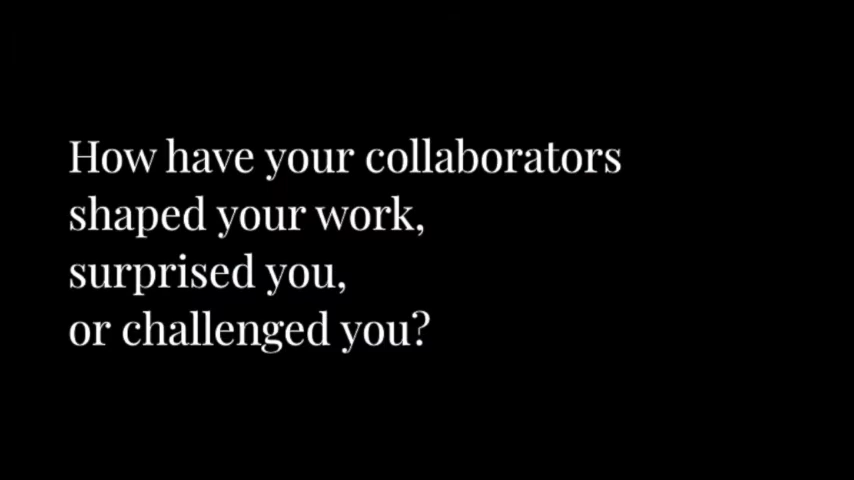 How have your collaborators
shaped your work,
surprised you,
or challenged you?